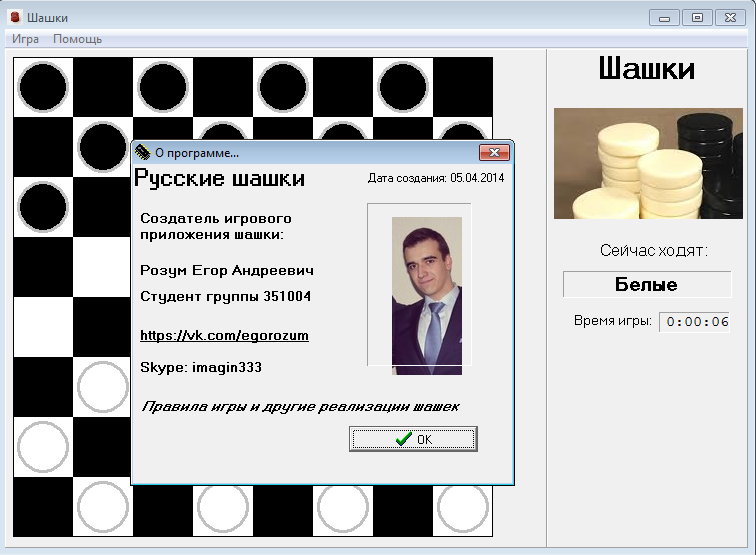 Шашки
Игра Помощь
Шашки
О программе...
Русские шашки
Дата создания: 05.04.2014
Создатель игрового
приложения шашки:
Розум Егор Андреевич
Студент группы 351004
https://vk.com/egorozum
Skype: imagin333
Правила игры и другие реализации шашек
OK
Сейчас ходят:
Белые
Время игры: 0:00:06